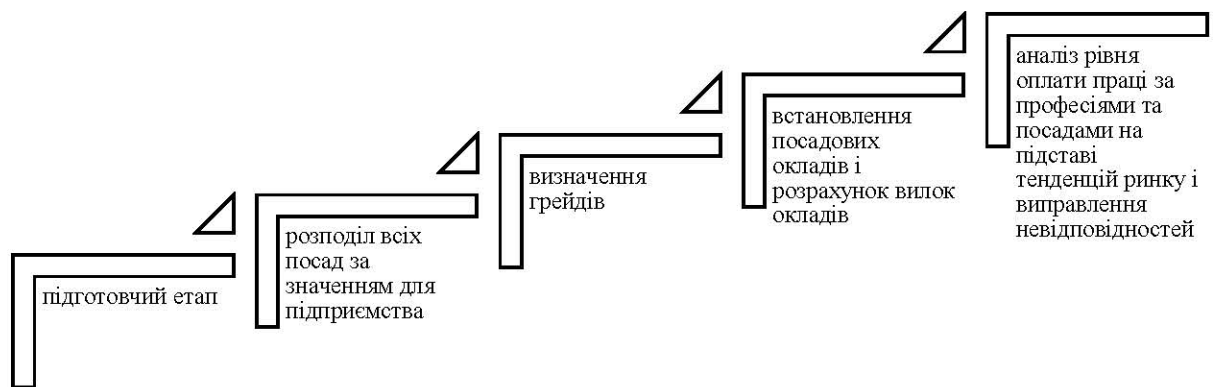 підготовчий етап
розподіл всіх
посад за
значенням для
підприємства
визначення
грейдів
встановлення
посадових
окладів і
розрахунок вилок
окладів
аналіз рівня
оплати праці за
професіями та
посадами на
підставі
тенденцій ринку і
виправлення
невідповідностей